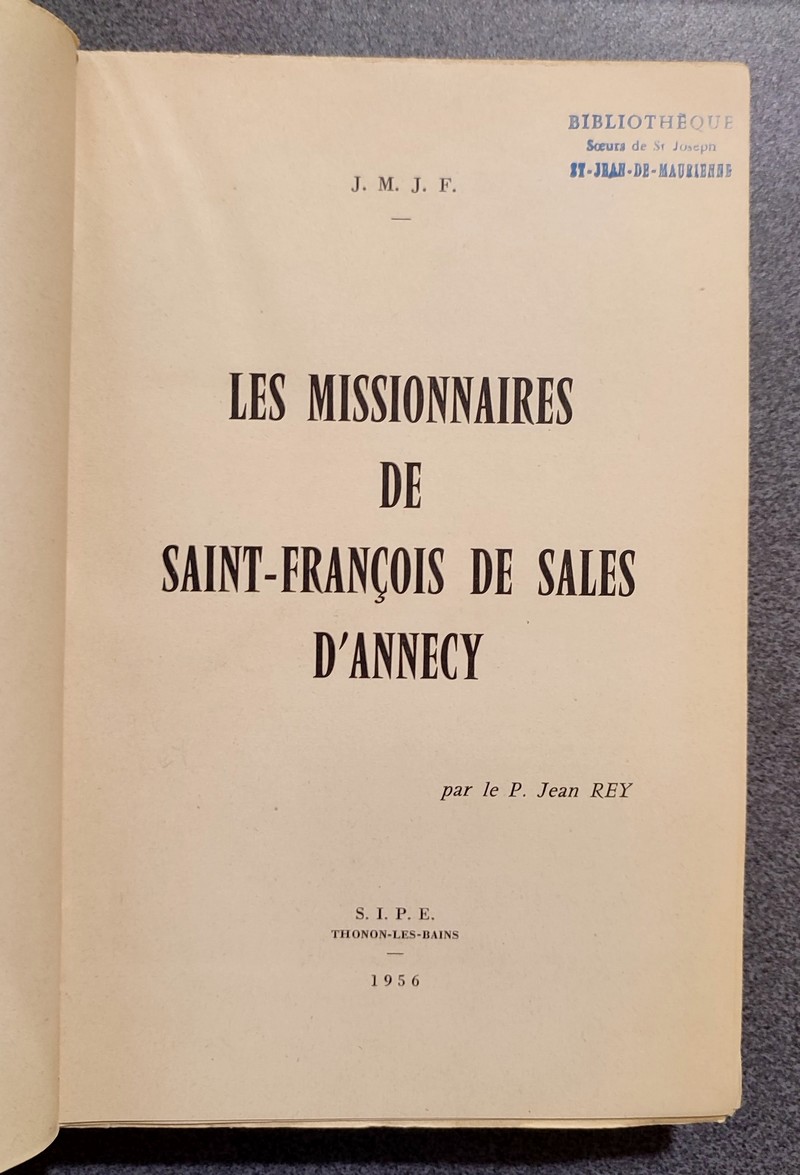 BIBLIOTHÈQUE
Sœurs de St Joseph
ST-JEAN-DE-MAURIENNE
J. M. J. F.
LES MISSIONNAIRES
DE
SAINT-FRANÇOIS DE SALES
D'ANNECY
par le P. Jean REY
S. I. P. E.
THONON-LES-BAINS
1956